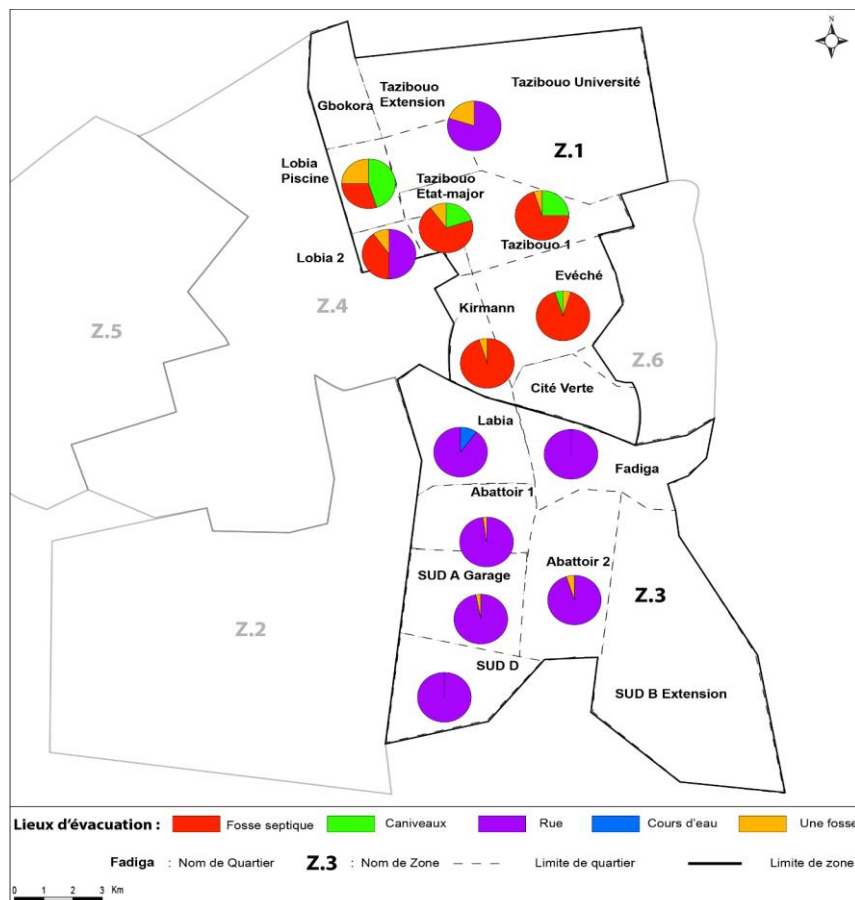 Tazibouo
Extension
Tazibouo Université
Gbokora
Z.1
Lobia
Piscine
Tazibouo
Etat-major
Tazibouo 1
Lobia 2
Evéché
Z.4
Kirmann
Z.5
Z.6
Cité Verte
Labia
Fadiga
Abattoir 1
SUD A Garage
Abattoir 2
Z.3
Z.2
SUD D
SUD B Extension
Lieux d'évacuation : Fosse septique Caniveaux Rue Cours d'eau Une fosse
Fadiga : Nom de Quartier Z.3 : Nom de Zone Limite de quartier Limite de zone
0 1 2 3 Km